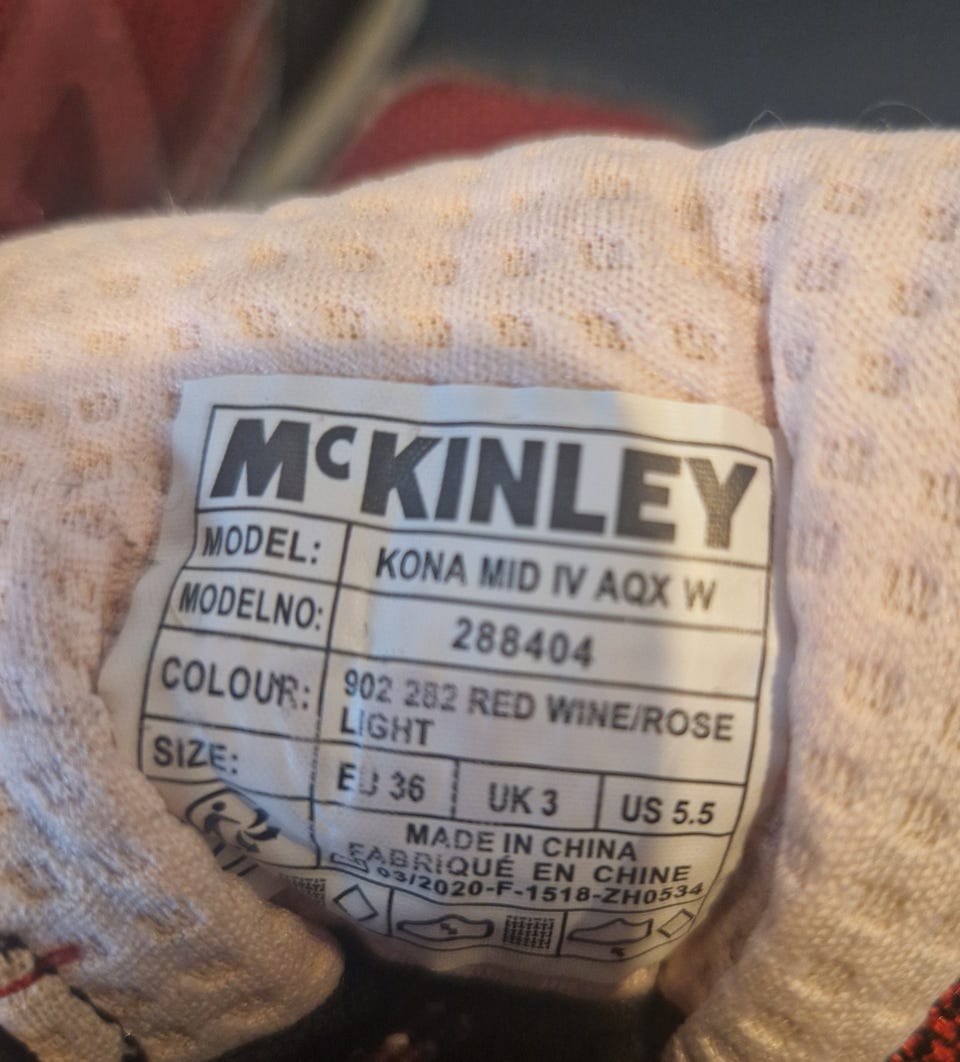 McKINLEY
MODEL: KONA MID IV AQX W
MODELNO: 288404
COLOUR: 902 282 RED WINE/ROSE
LIGHT
SIZE: EU 36 UK 3 US 5.5
MADE IN CHINA
FABRIQUÉ EN CHINE
03/2020-F-1518-ZH0534